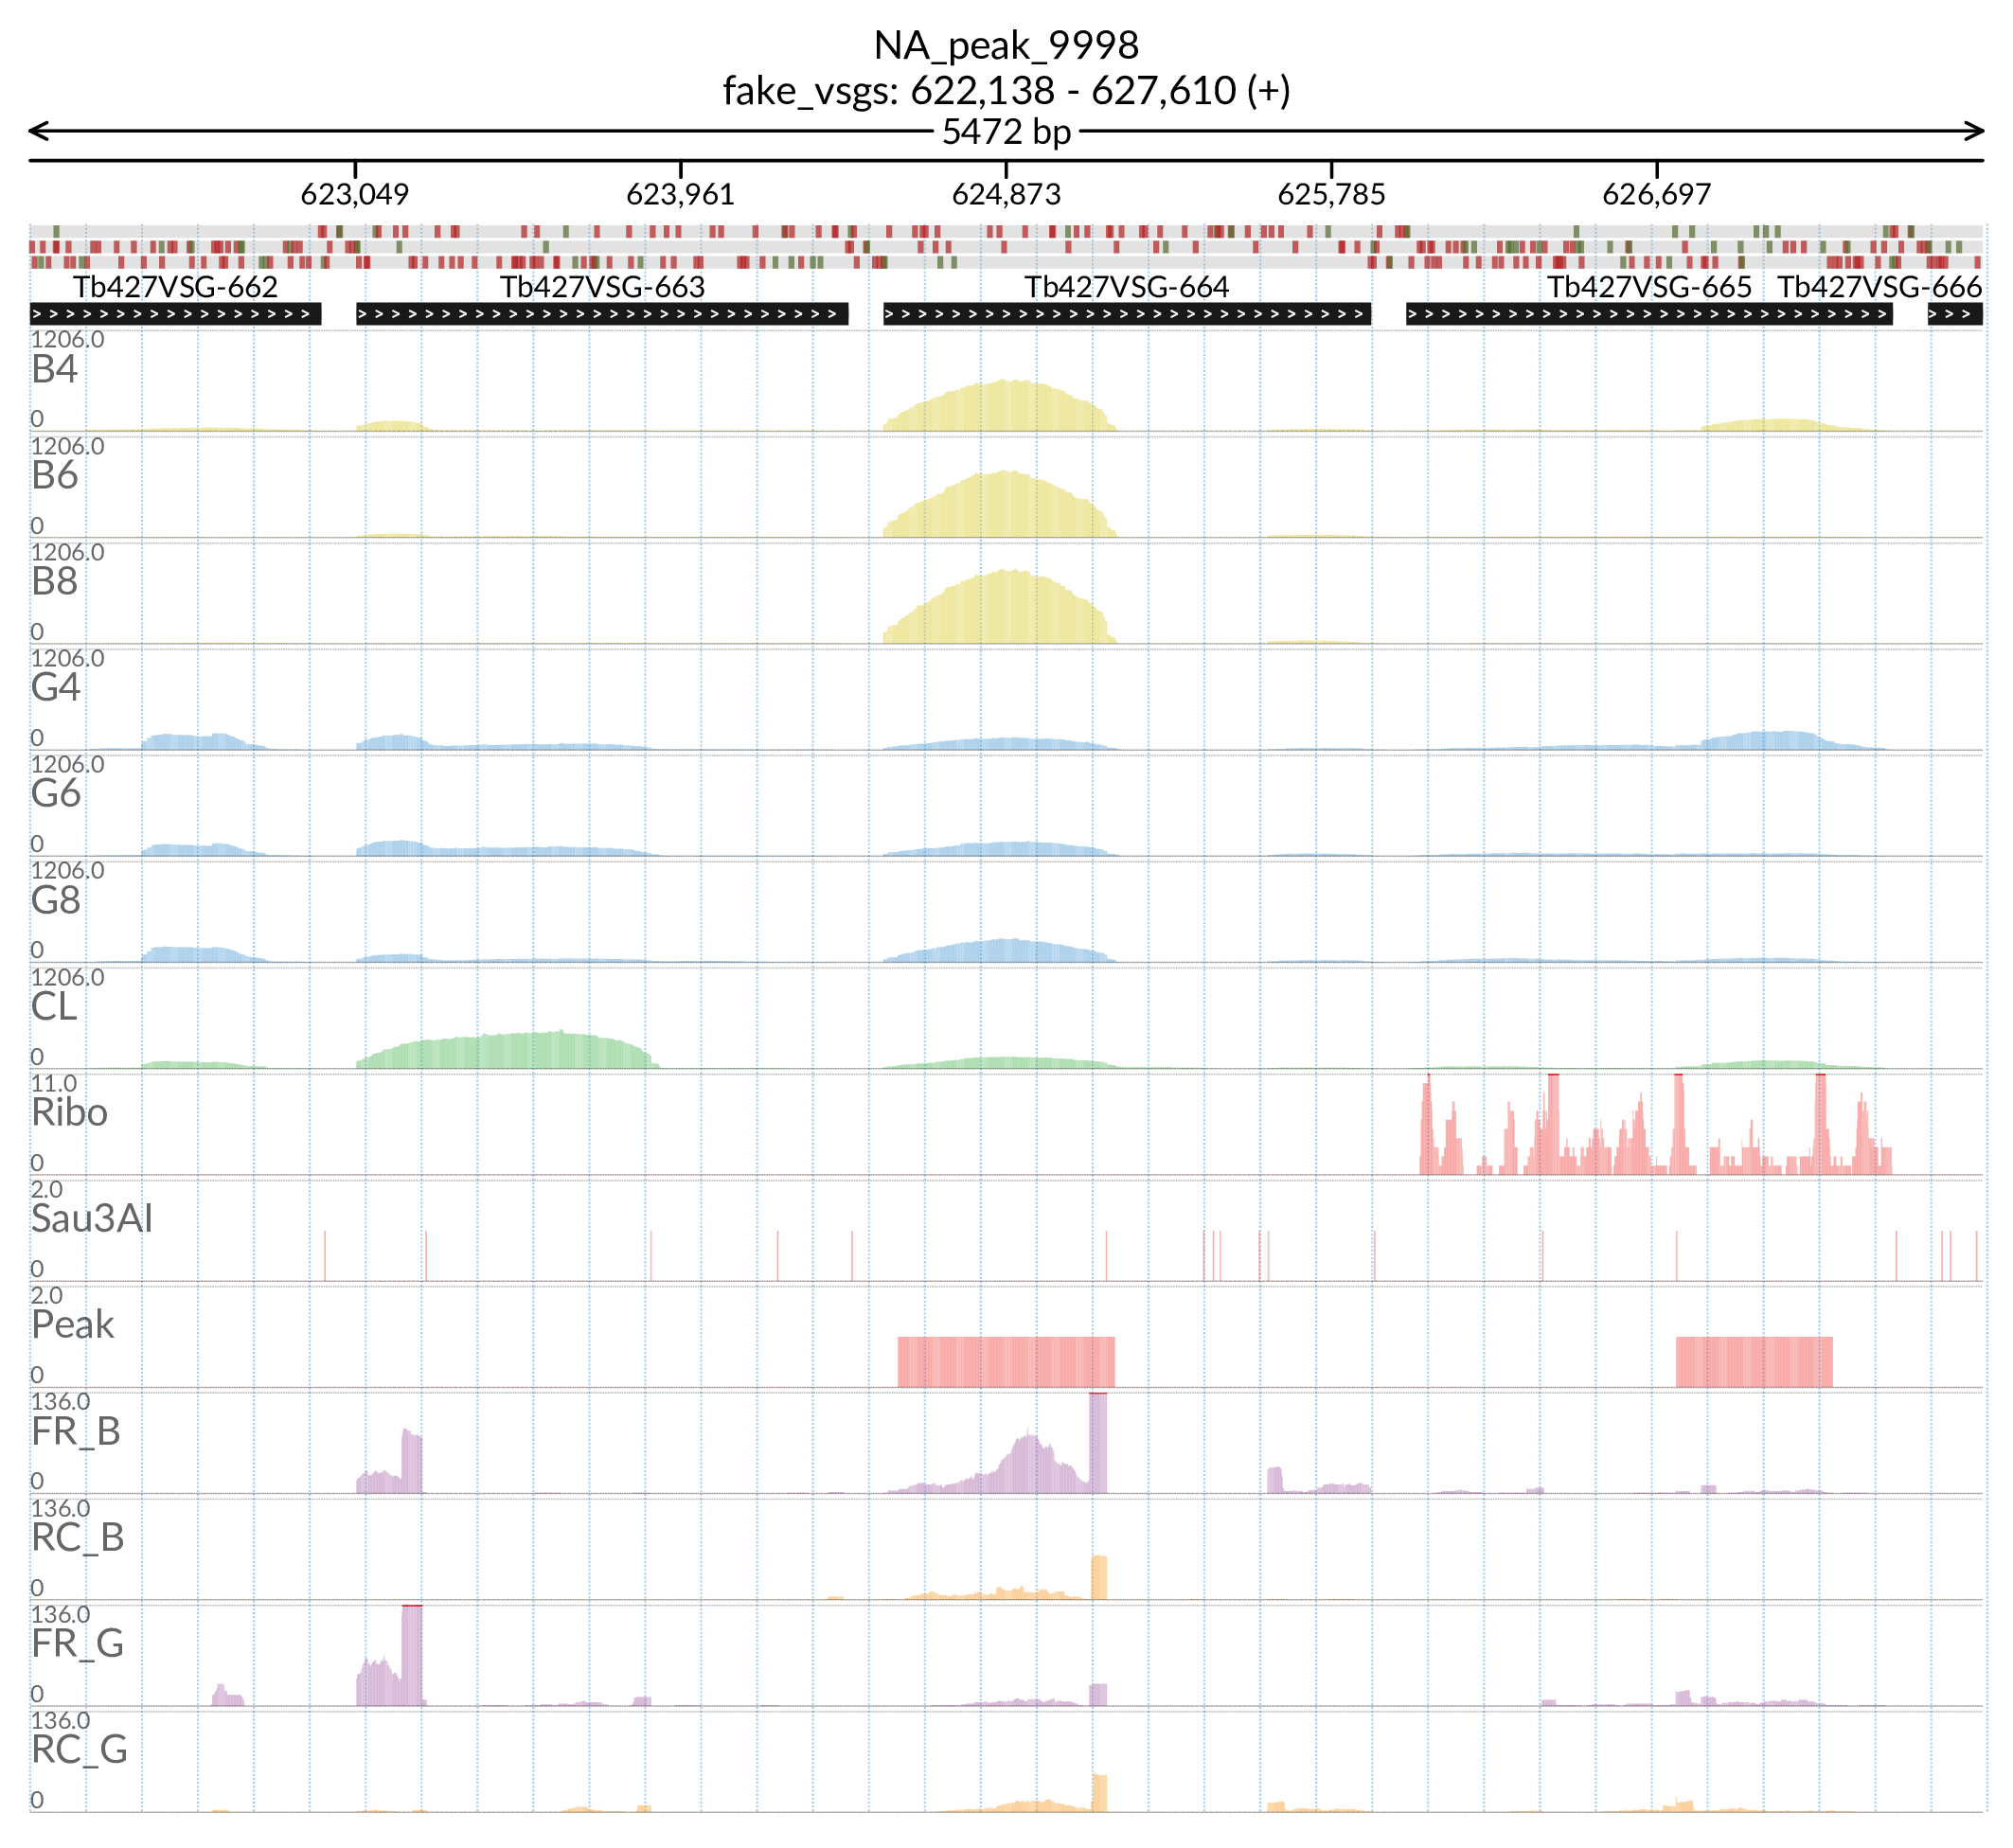 NA_peak_9998
fake_vsgs: 622,138 - 627,610 (+)
5472 bp
623,049 623,961 624,873 625,785 626,697
Tb427VSG-662 Tb427VSG-663 Tb427VSG-664 Tb427VSG-665 Tb427VSG-666
1206.0
B4
0
1206.0
B6
0
1206.0
B8
0
1206.0
G4
0
1206.0
G6
0
1206.0
G8
0
1206.0
CL
0
11.0
Ribo
0
2.0
Sau3AI
0
2.0
Peak
0
136.0
FR_B
0
136.0
RC_B
0
136.0
FR_G
0
136.0
RC_G
0